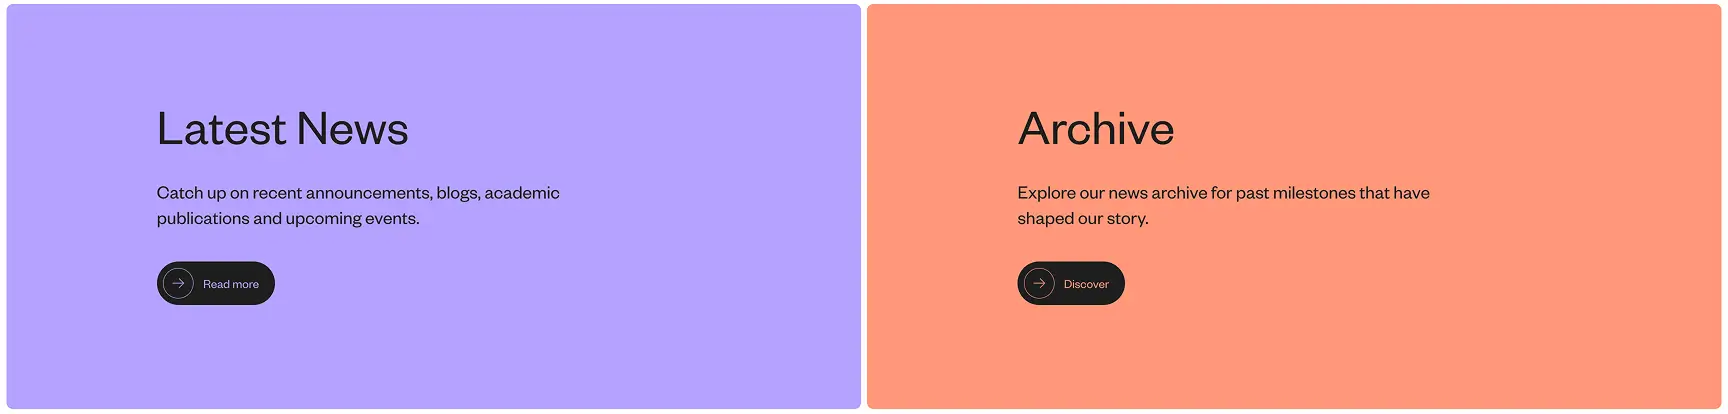 Latest News
Catch up on recent announcements, blogs, academic
publications and upcoming events.
Read more
Archive
Explore our news archive for past milestones that have
shaped our story.
Discover